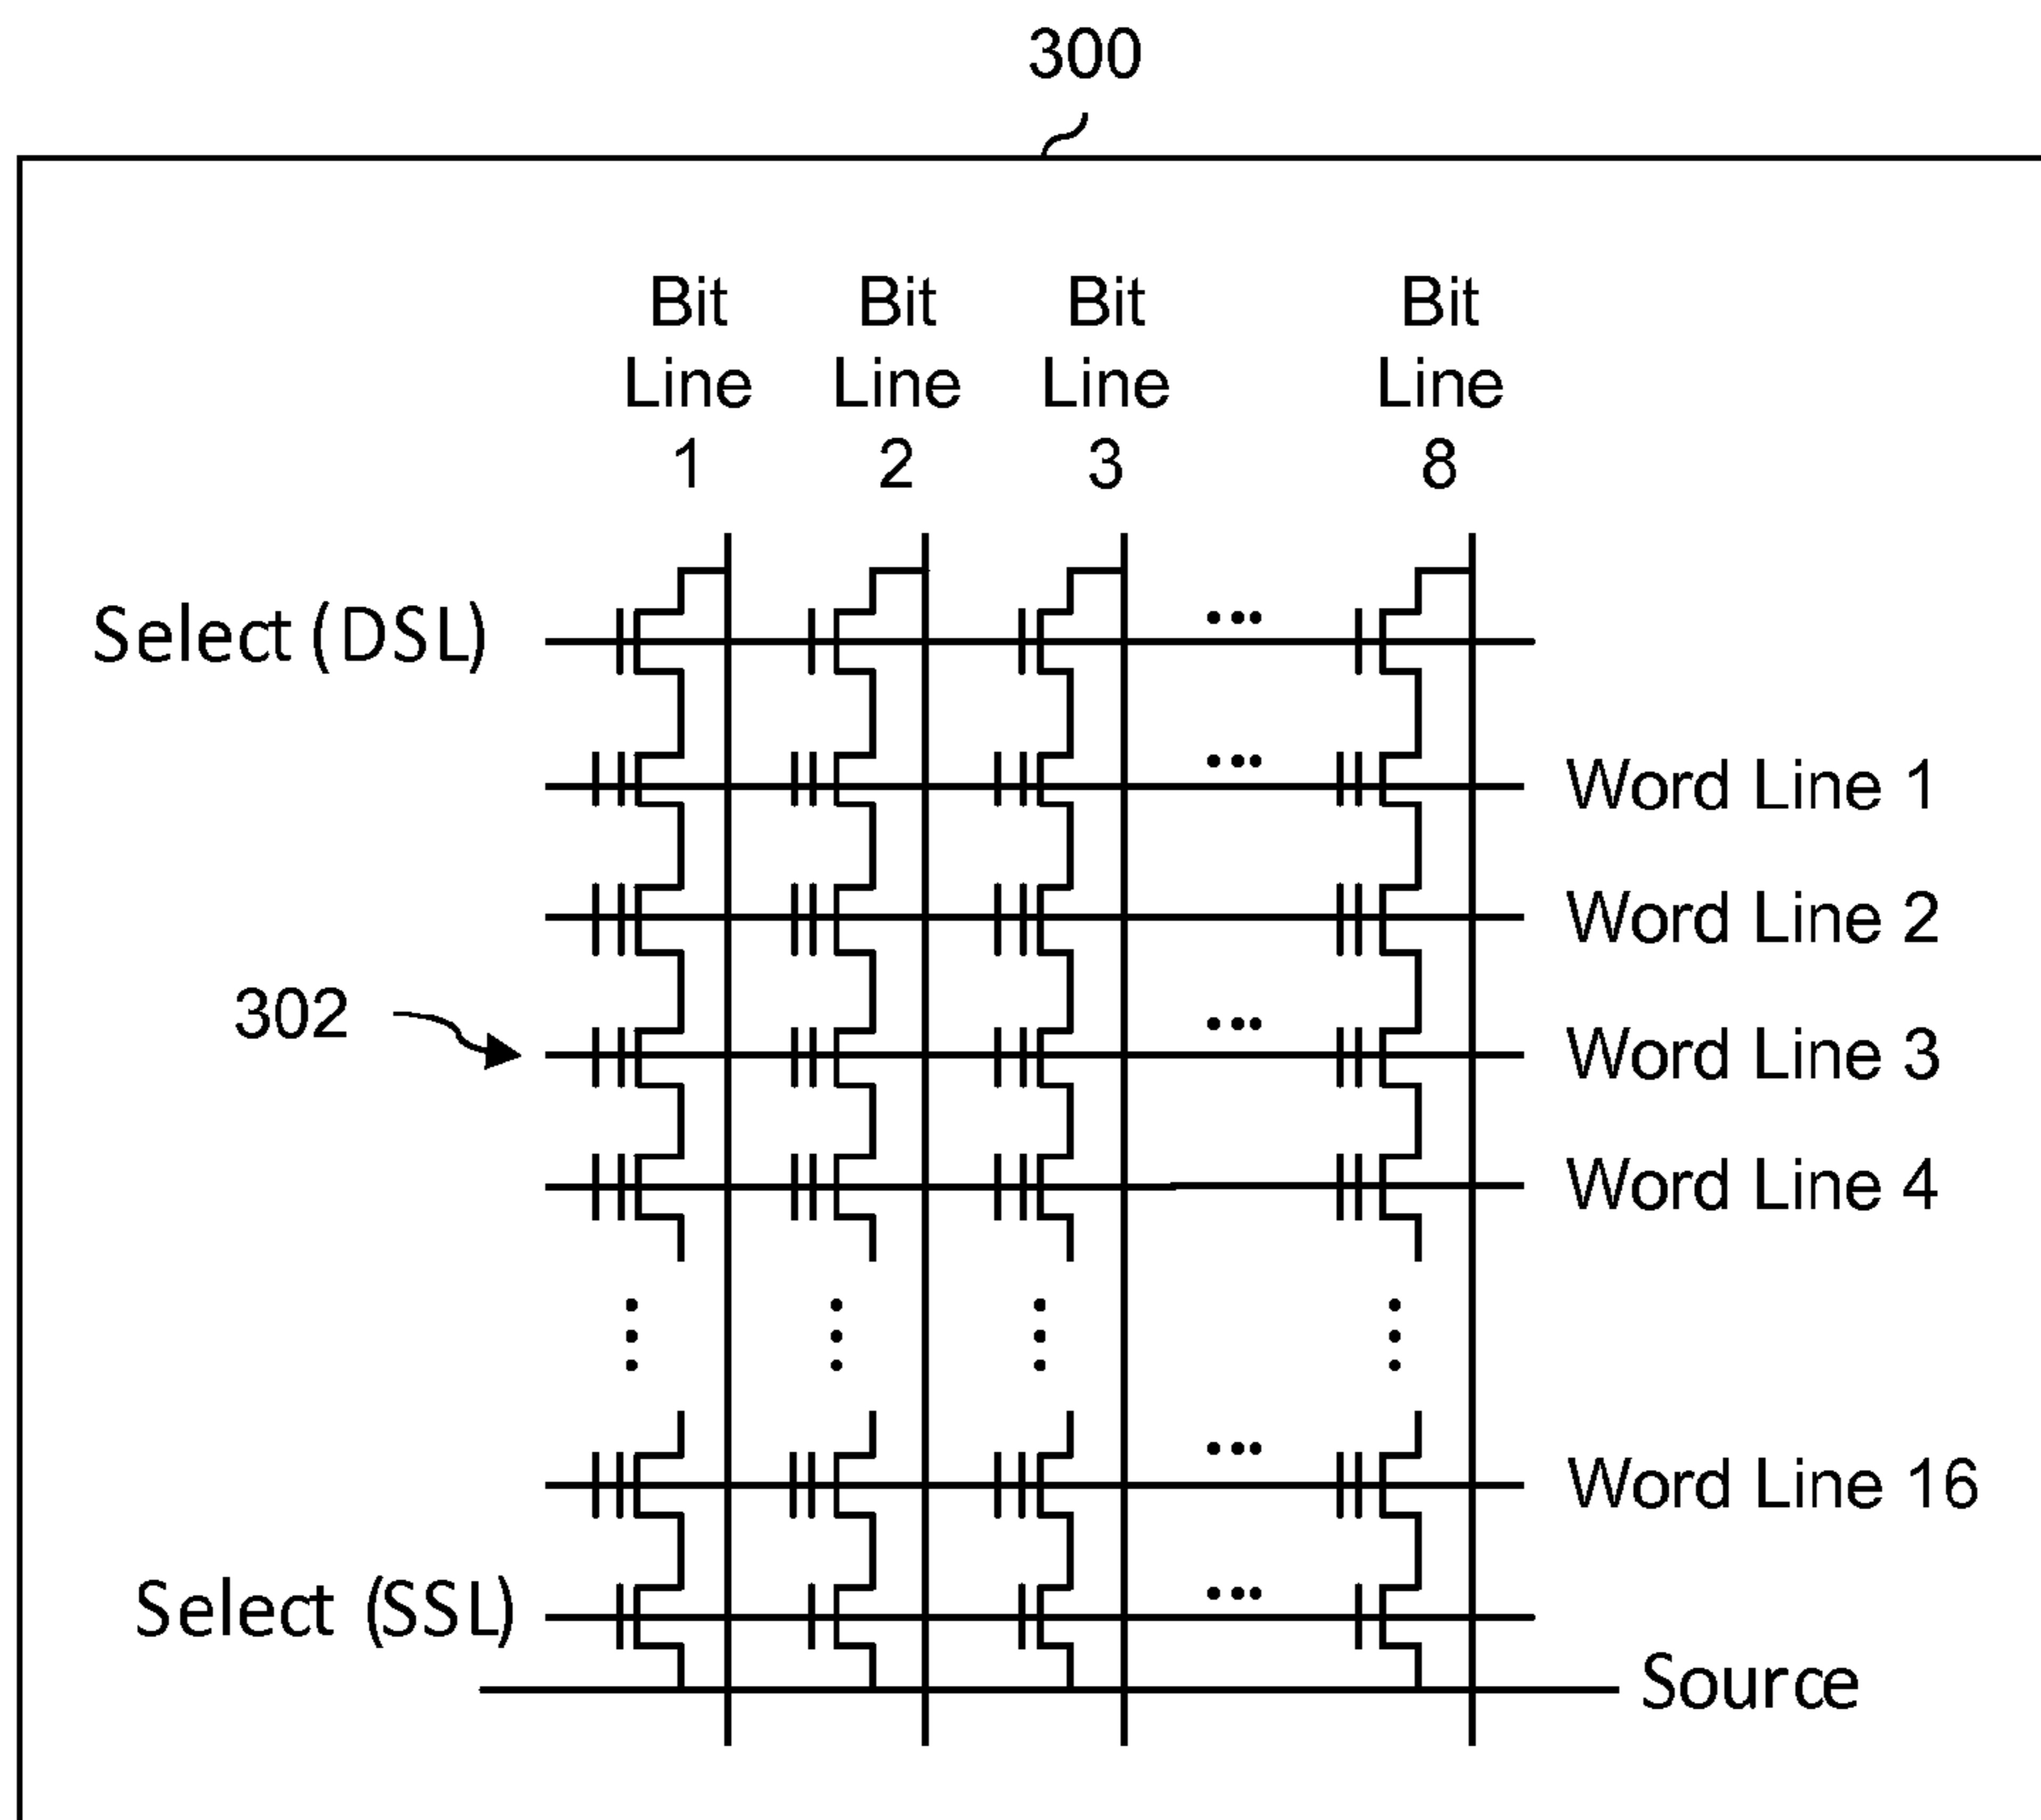 300
Bit Line 1
Bit Line 2
Bit Line 3
Bit Line 8
Select (DSL)
Word Line 1
Word Line 2
302
Word Line 3
Word Line 4
Word Line 16
Select (SSL)
Source